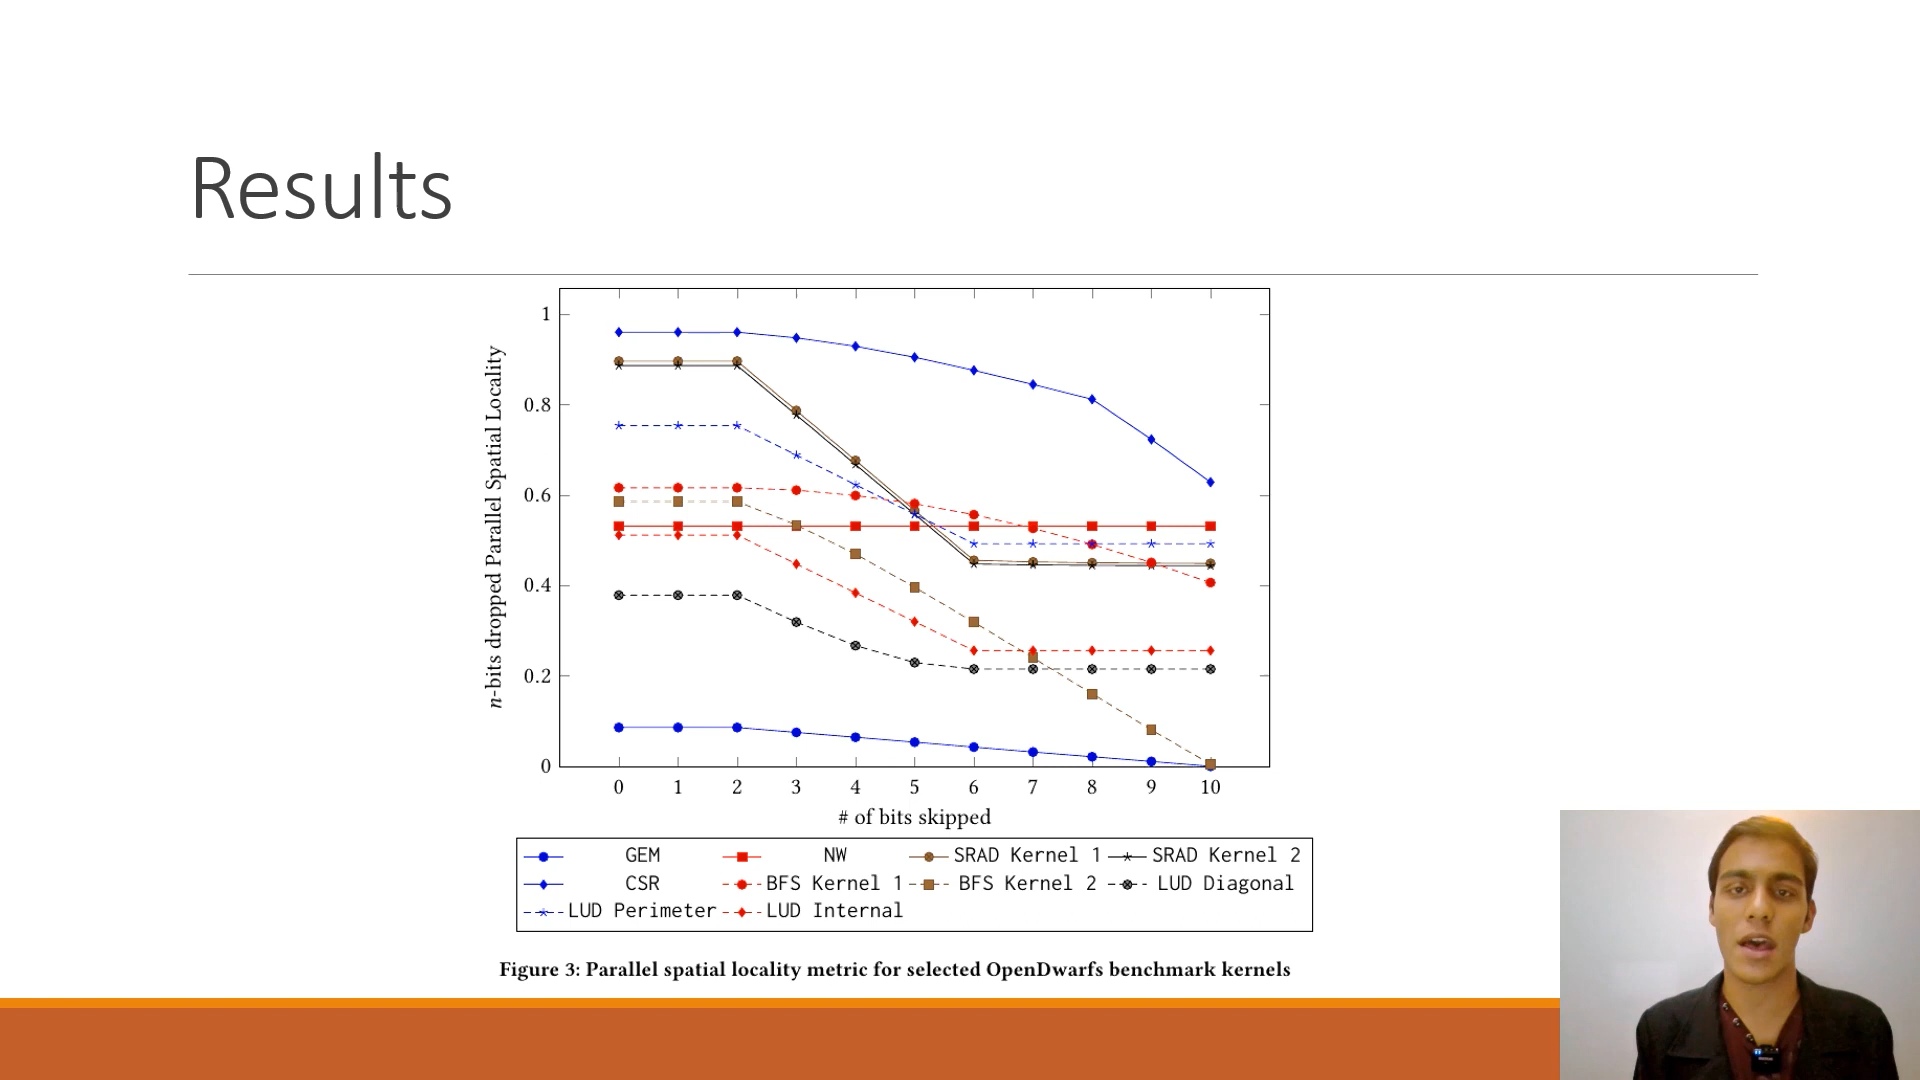 Results
1
0.8
0.6
0.4
0.2
0
n-bits dropped Parallel Spatial Locality
0 1 2 3 4 5 6 7 8 9 10
# of bits skipped
GEM NW SRAD Kernel 1 SRAD Kernel 2
CSR BFS Kernel 1 BFS Kernel 2 LUD Diagonal
LUD Perimeter LUD Internal
Figure 3: Parallel spatial locality metric for selected OpenDwarfs benchmark kernels